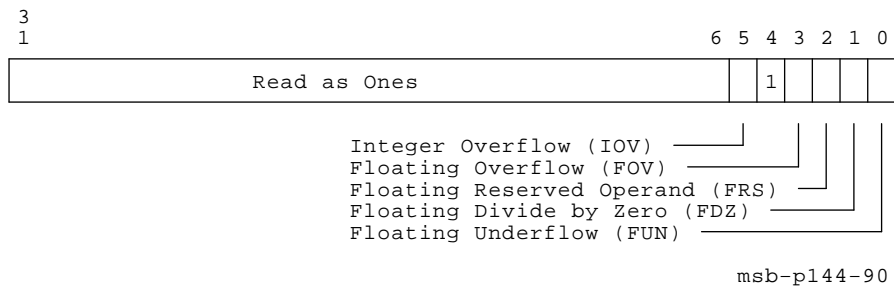 3
1 6 5 4 3 2 1 0
Read as Ones 1
Integer Overflow (IOV)
Floating Overflow (FOV)
Floating Reserved Operand (FRS)
Floating Divide by Zero (FDZ)
Floating Underflow (FUN)
msb-p144-90